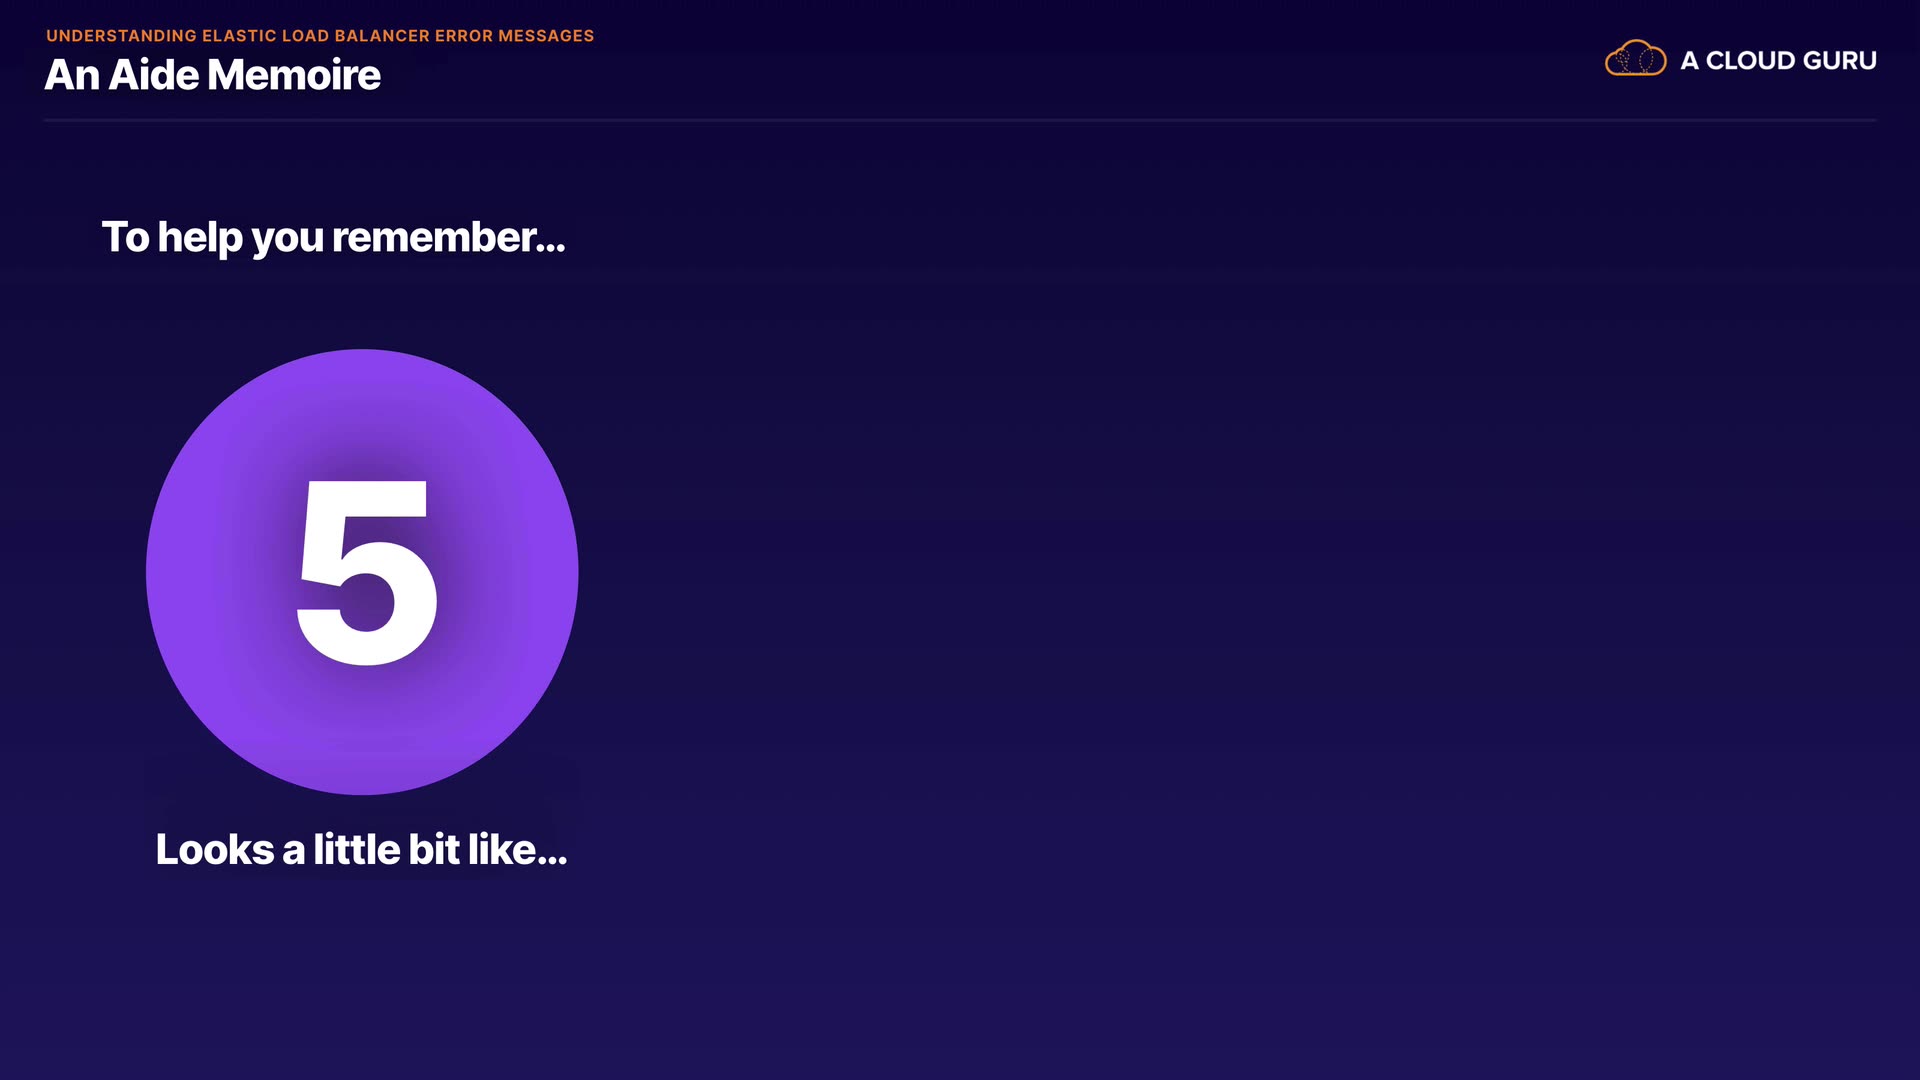 UNDERSTANDING ELASTIC LOAD BALANCER ERROR MESSAGES
An Aide Memoire
A CLOUD GURU
To help you remember...
5
Looks a little bit like...